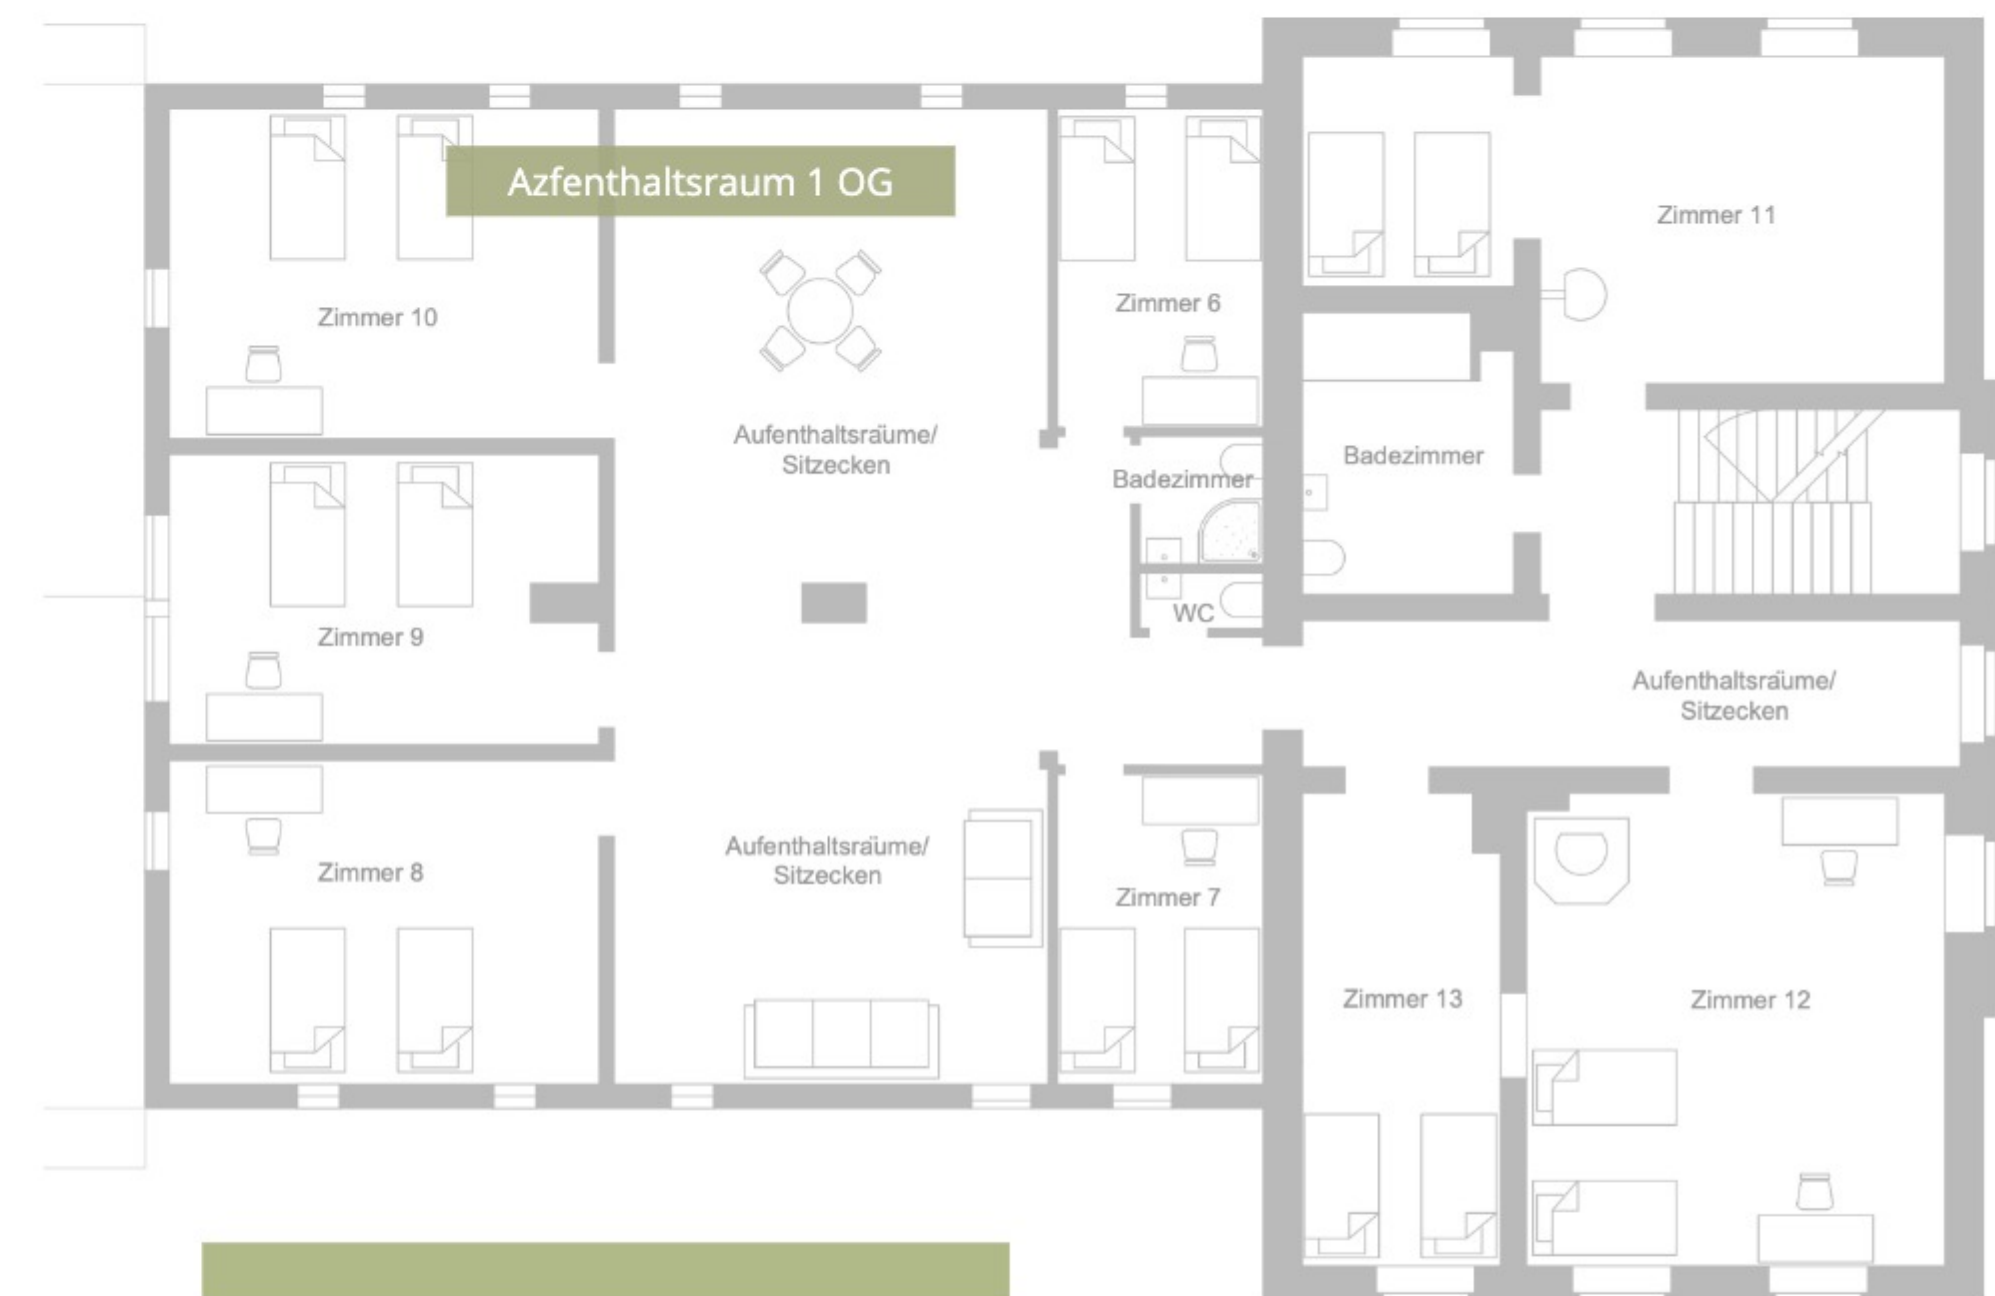 Azfenthaltsraum 1 OG
Zimmer 11
Zimmer 10
Zimmer 6
Aufenthaltsräume/
Sitzecken
Badezimmer
Badezimmer
Zimmer 9
WC
Aufenthaltsräume/
Sitzecken
Aufenthaltsräume/
Sitzecken
Zimmer 8
Zimmer 7
Zimmer 13
Zimmer 12